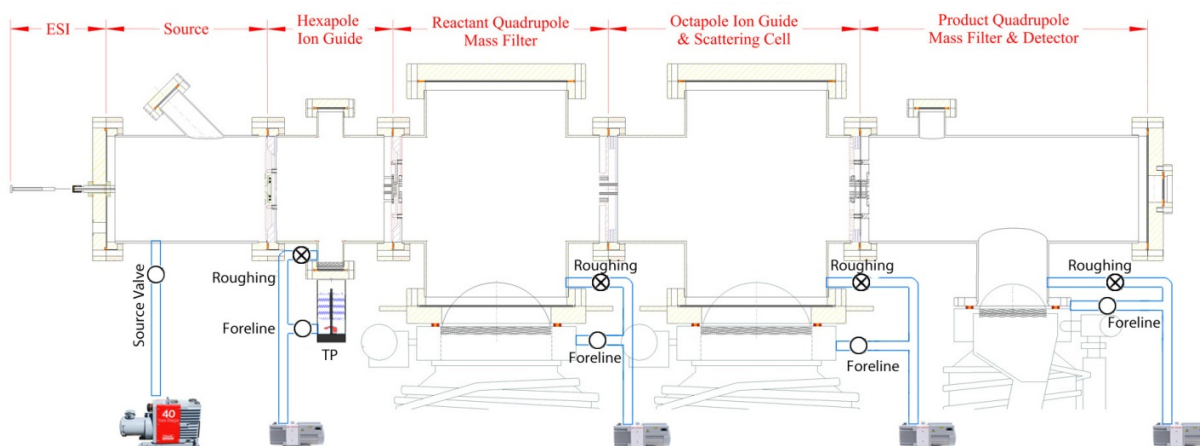 ESI
Source
Hexapole
Ion Guide
Reactant Quadrupole
Mass Filter
Octapole Ion Guide
& Scattering Cell
Product Quadrupole
Mass Filter & Detector
Source Valve
Roughing
Foreline
TP
Roughing
Foreline
Roughing
Foreline
Roughing
Foreline
40